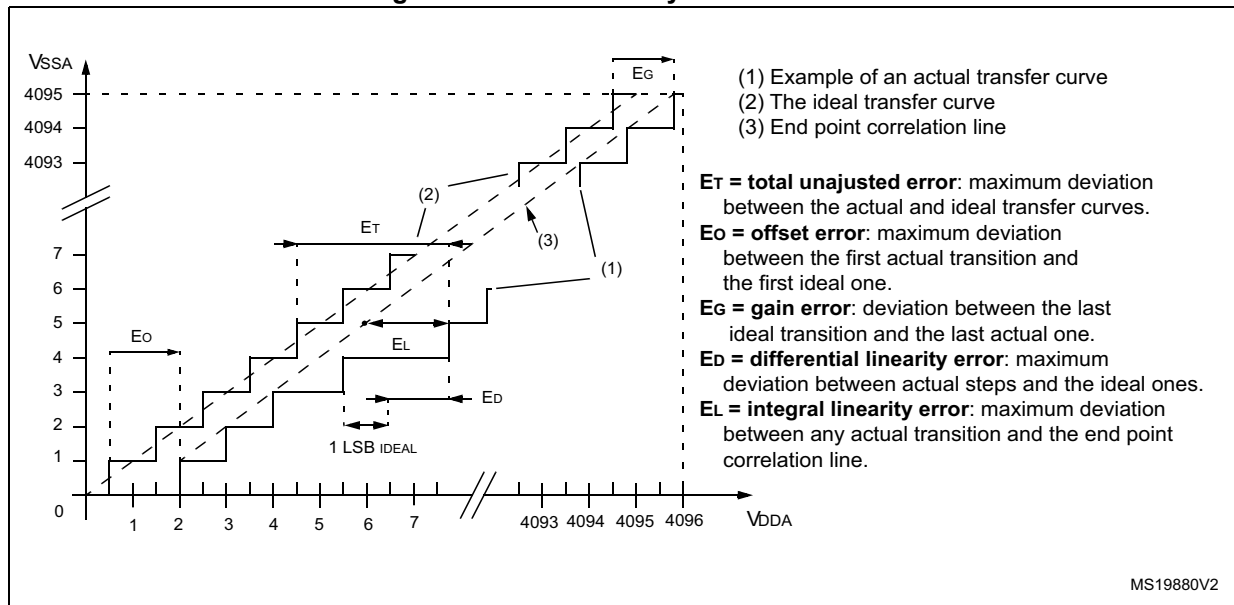 VSSA
EG
(1) Example of an actual transfer curve
(2) The ideal transfer curve
(3) End point correlation line
4095
4094
4093
(2)
ET = total unajusted error: maximum deviation
between the actual and ideal transfer curves.
EO = offset error: maximum deviation
between the first actual transition and
the first ideal one.
EG = gain error: deviation between the last
ideal transition and the last actual one.
ED = differential linearity error: maximum
deviation between actual steps and the ideal ones.
EL = integral linearity error: maximum deviation
between any actual transition and the end point
correlation line.
ET
(3)
(1)
7
6
5
4
3
2
1
0
EO
EL
ED
1 LSB IDEAL
1 2 3 4 5 6 7 4093 4094 4095 4096
VDDA
MS19880V2